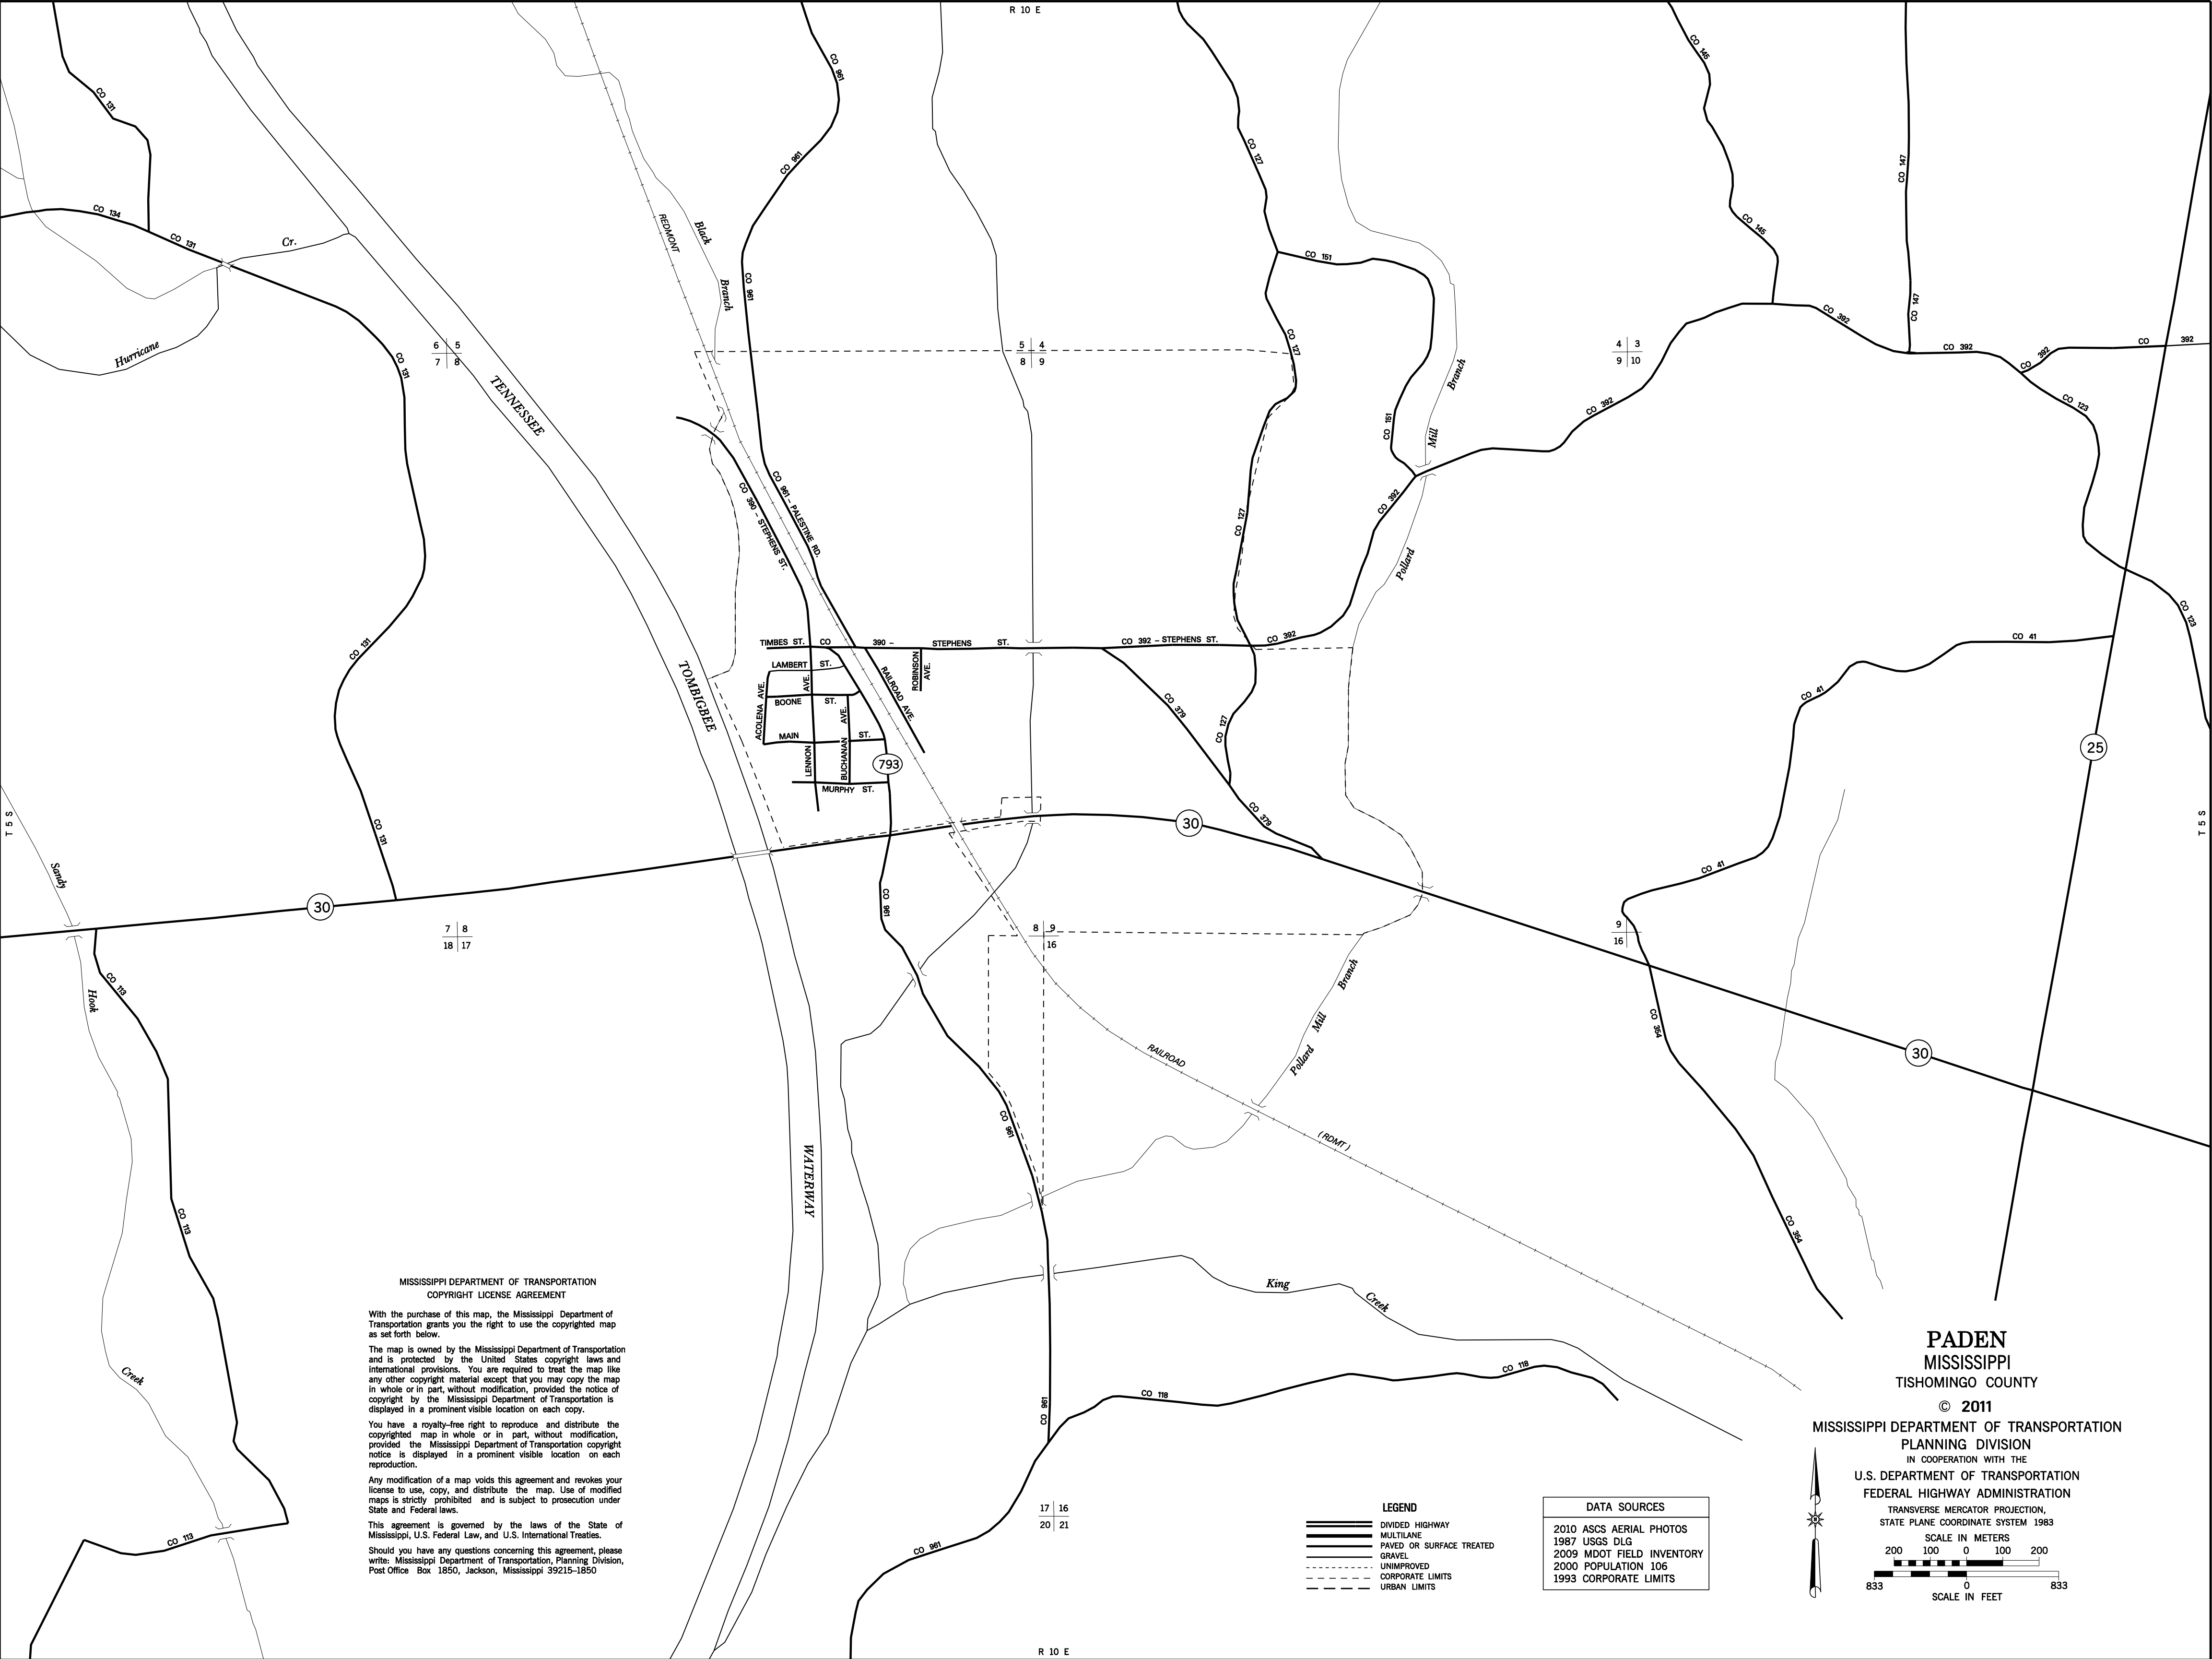 R 10 E
CO 131
CO 961
CO 145
CO 127
CO 147
CO 961
CO 134
CO 131
Cr.
REDMONT
Black
Branch
CO 145
CO 151
CO 961
CO 147
CO 392
CO 127
Hurricane
6 5
7 8
5 4
8 9
4 3
9 10
CO 392
CO 392
CO 392
CO 131
TENNESSEE
Branch
CO 151
Mill
CO 392
CO 123
CO 961 - PALESTINE RD.
CO 390 - STEPHENS ST.
CO 127
CO 392
Pollard
CO 123
CO 131
TIMBES ST.
CO 390 - STEPHENS ST.
CO 392 - STEPHENS ST.
CO 392
CO 41
LAMBERT ST.
ROBINSON AVE.
RAILROAD AVE.
TOMBIGBEE
ACOLENA AVE.
BOONE ST.
LENNON AVE.
BUCHANAN AVE.
MAIN ST.
793
MURPHY ST.
CO 379
CO 127
CO 41
25
T 5 S
T 5 S
CO 131
30
CO 379
CO 41
Sandy
30
CO 961
7 8
18 17
8 9
16
9
16
Hook
CO 113
Branch
Mill
Pollard
CO 354
RAILROAD
30
CO 961
(RDMT)
WATERWAY
CO 113
CO 354
King
Creek
Creek
CO 118
CO 118
CO 961
CO 113
17 16
20 21
CO 961
R 10 E
MISSISSIPPI DEPARTMENT OF TRANSPORTATION
COPYRIGHT LICENSE AGREEMENT
With the purchase of this map, the Mississippi Department of
Transportation grants you the right to use the copyrighted map
as set forth below.
The map is owned by the Mississippi Department of Transportation
and is protected by the United States copyright laws and
international provisions. You are required to treat the map like
any other copyright material except that you may copy the map
in whole or in part, without modification, provided the notice of
copyright by the Mississippi Department of Transportation is
displayed in a prominent visible location on each copy.
You have a royalty-free right to reproduce and distribute the
copyrighted map in whole or in part, without modification,
provided the Mississippi Department of Transportation copyright
notice is displayed in a prominent visible location on each
reproduction.
Any modification of a map voids this agreement and revokes your
license to use, copy, and distribute the map. Use of modified
maps is strictly prohibited and is subject to prosecution under
State and Federal laws.
This agreement is governed by the laws of the State of
Mississippi, U.S. Federal Law, and U.S. International Treaties.
Should you have any questions concerning this agreement, please
write: Mississippi Department of Transportation, Planning Division,
Post Office Box 1850, Jackson, Mississippi 39215-1850
LEGEND
DIVIDED HIGHWAY
MULTILANE
PAVED OR SURFACE TREATED
GRAVEL
UNIMPROVED
CORPORATE LIMITS
URBAN LIMITS
DATA SOURCES
2010 ASCS AERIAL PHOTOS
1987 USGS DLG
2009 MDOT FIELD INVENTORY
2000 POPULATION 106
1993 CORPORATE LIMITS
PADEN
MISSISSIPPI
TISHOMINGO COUNTY
© 2011
MISSISSIPPI DEPARTMENT OF TRANSPORTATION
PLANNING DIVISION
IN COOPERATION WITH THE
U.S. DEPARTMENT OF TRANSPORTATION
FEDERAL HIGHWAY ADMINISTRATION
TRANSVERSE MERCATOR PROJECTION,
STATE PLANE COORDINATE SYSTEM 1983
SCALE IN METERS
200 100 0 100 200
833 0 833
SCALE IN FEET